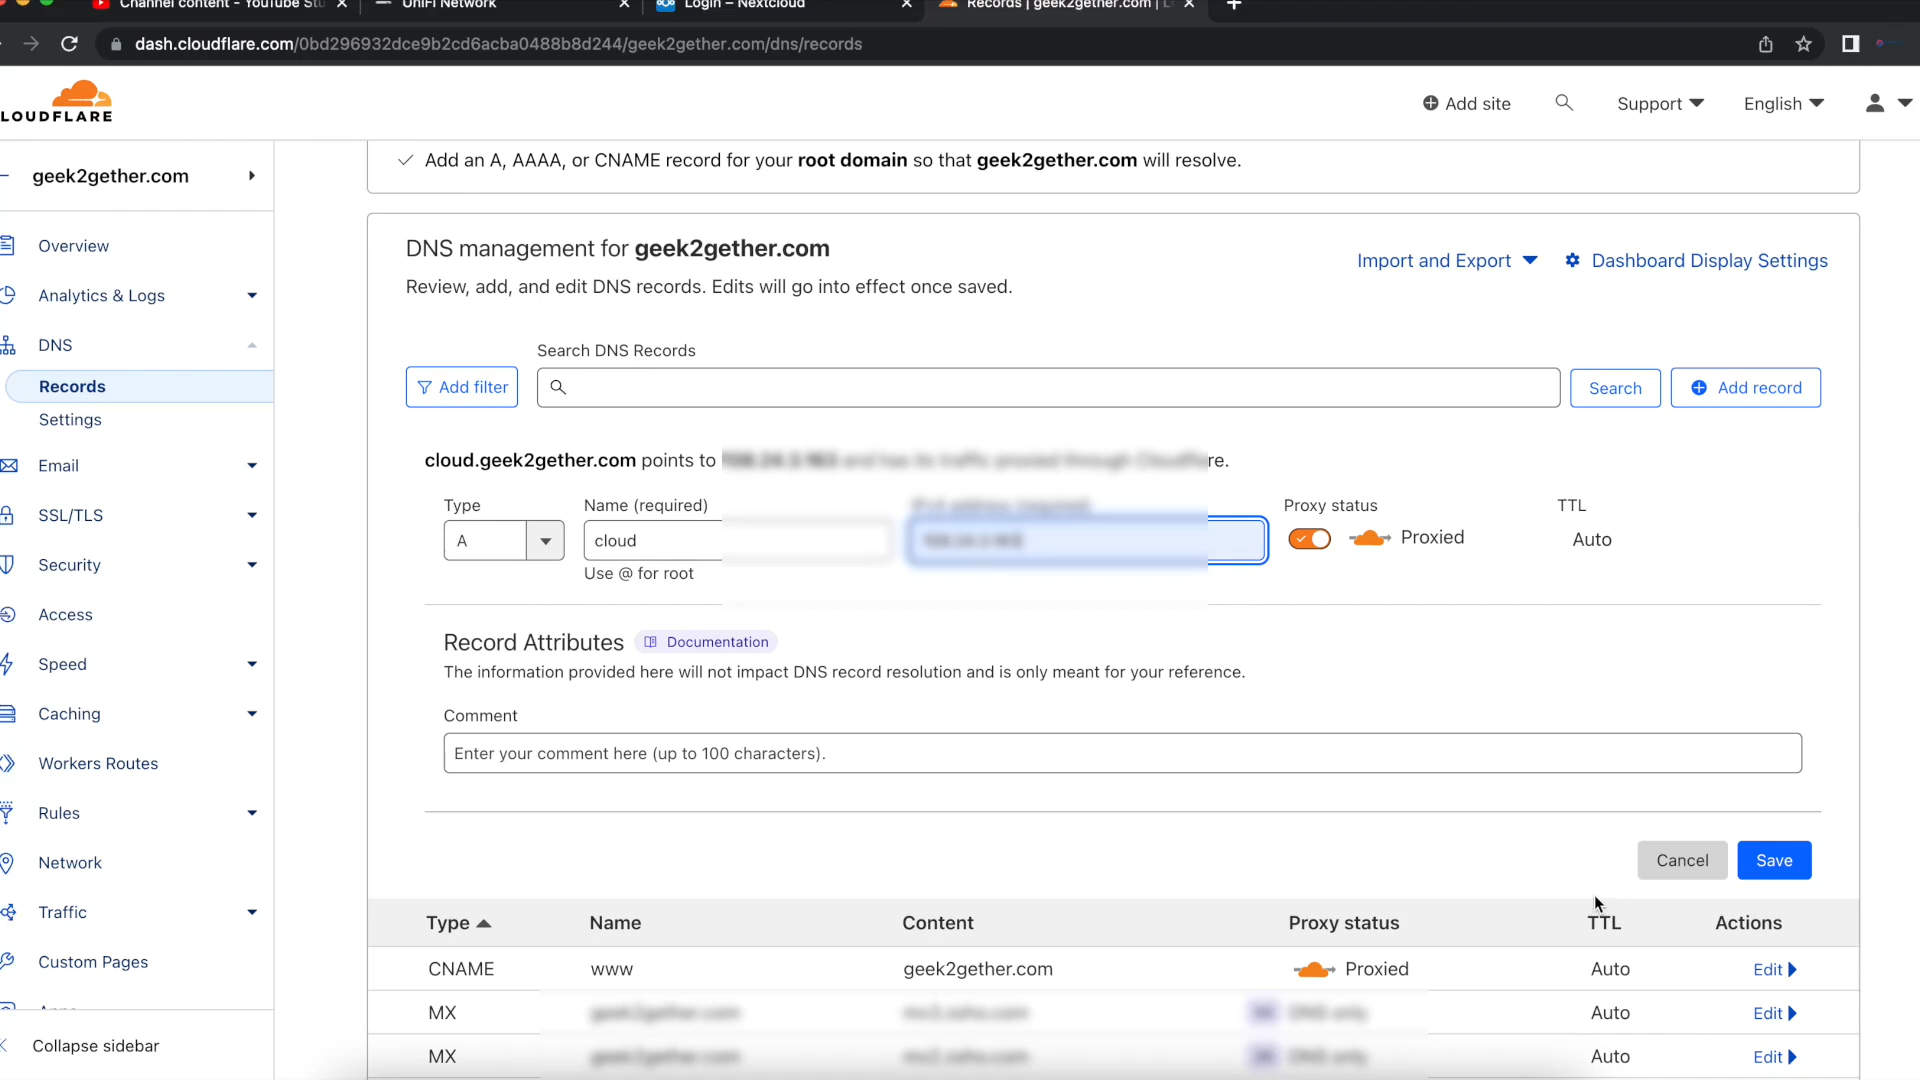 Channel content - YouTube Stu
UniFi Network
Login – Nextcloud
Records | geek2gether.com |
dash.cloudflare.com/0bd296932dce9b2cd6acba0488b8d244/geek2gether.com/dns/records
LOUDFLARE
Add site
Support
English
geek2gether.com
Overview
Analytics & Logs
DNS
Records
Settings
Email
SSL/TLS
Security
Access
Speed
Caching
Workers Routes
Rules
Network
Traffic
Custom Pages
Collapse sidebar
Add an A, AAAA, or CNAME record for your root domain so that geek2gether.com will resolve.
DNS management for geek2gether.com
Review, add, and edit DNS records. Edits will go into effect once saved.
Import and Export
Dashboard Display Settings
Search DNS Records
Add filter
Search
Add record
cloud.geek2gether.com points to re.
Type
Name (required)
Proxy status
TTL
A
cloud
Proxied
Auto
Use @ for root
Record Attributes
Documentation
The information provided here will not impact DNS record resolution and is only meant for your reference.
Comment
Enter your comment here (up to 100 characters).
Cancel
Save
Type Name Content Proxy status TTL Actions
CNAME www geek2gether.com Proxied Auto Edit
MX Auto Edit
MX Auto Edit